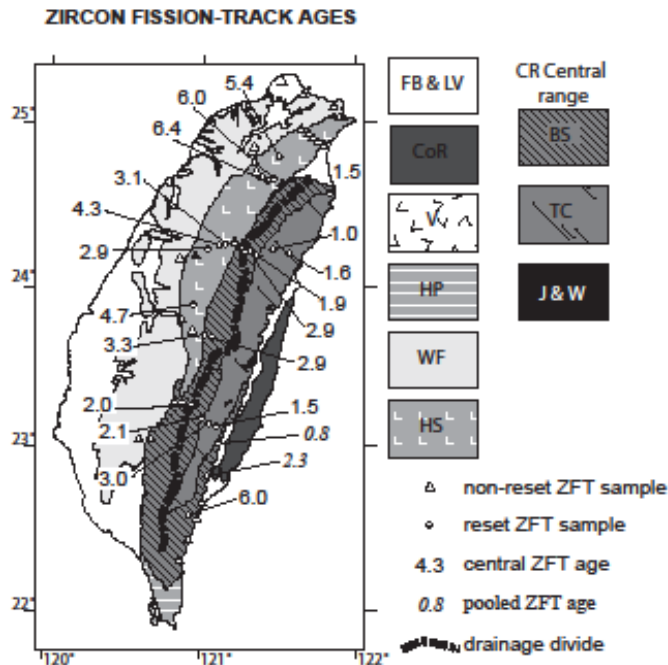 ZIRCON FISSION-TRACK AGES
25°
24°
23°
22°
120°
121°
122°
5.4
6.0
6.4
3.1
4.3
2.9
4.7
3.3
2.0
2.1
3.0
1.5
1.0
1.6
1.9
2.9
2.9
1.5
0.8
2.3
6.0
FB & LV
CoR
V
HP
WF
HS
CR Central
range
BS
TC
J & W
non-reset ZFT sample
reset ZFT sample
4.3 central ZFT age
0.8 pooled ZFT age
drainage divide